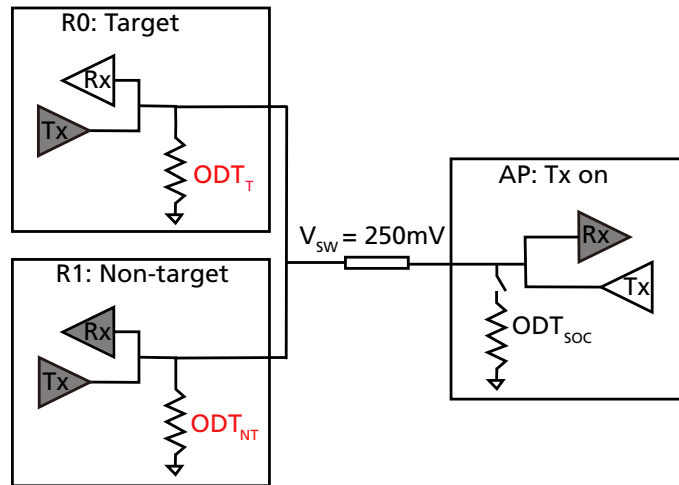 R0: Target
Rx
Tx
ODT_T
R1: Non-target
Rx
Tx
ODT_NT
V_SW = 250mV
AP: Tx on
Rx
Tx
ODT_SOC